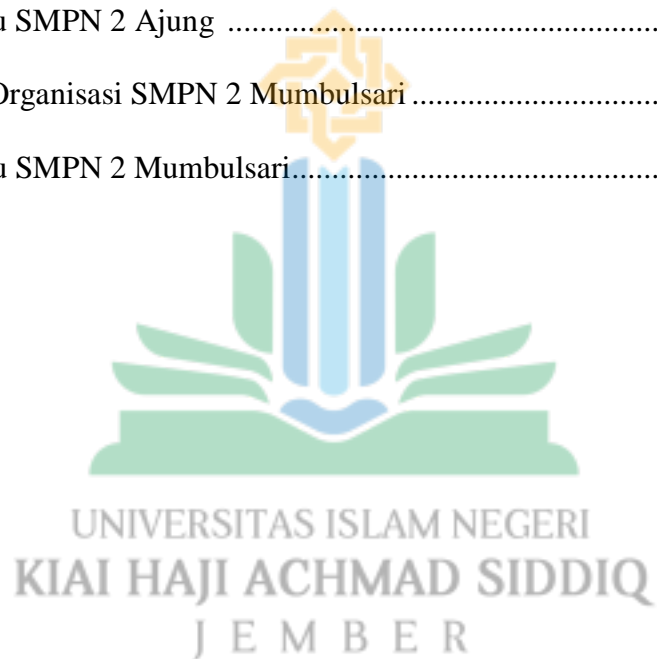 u SMPN 2 Ajung ................................................
Organisasi SMPN 2 Mumbulsari ...........................
u SMPN 2 Mumbulsari........................................
UNIVERSITAS ISLAM NEGERI
KIAI HAJI ACHMAD SIDDIQ
J E M B E R